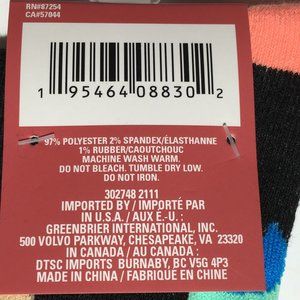 RN#87254
CA#57044
1 95464 08830 2
97% POLYESTER 2% SPANDEX/ÉLASTHANNE
1% RUBBER/CAOUTCHOUC
MACHINE WASH WARM.
DO NOT BLEACH. TUMBLE DRY LOW.
DO NOT IRON.
302748 2111
IMPORTED BY / IMPORTÉ PAR
IN U.S.A./ AUX É.-U. :
GREENBRIER INTERNATIONAL, INC.
500 VOLVO PARKWAY, CHESAPEAKE, VA 23320
IN CANADA / AU CANADA :
DTSC IMPORTS BURNABY, BC V5G 4P3
MADE IN CHINA / FABRIQUÉ EN CHINE